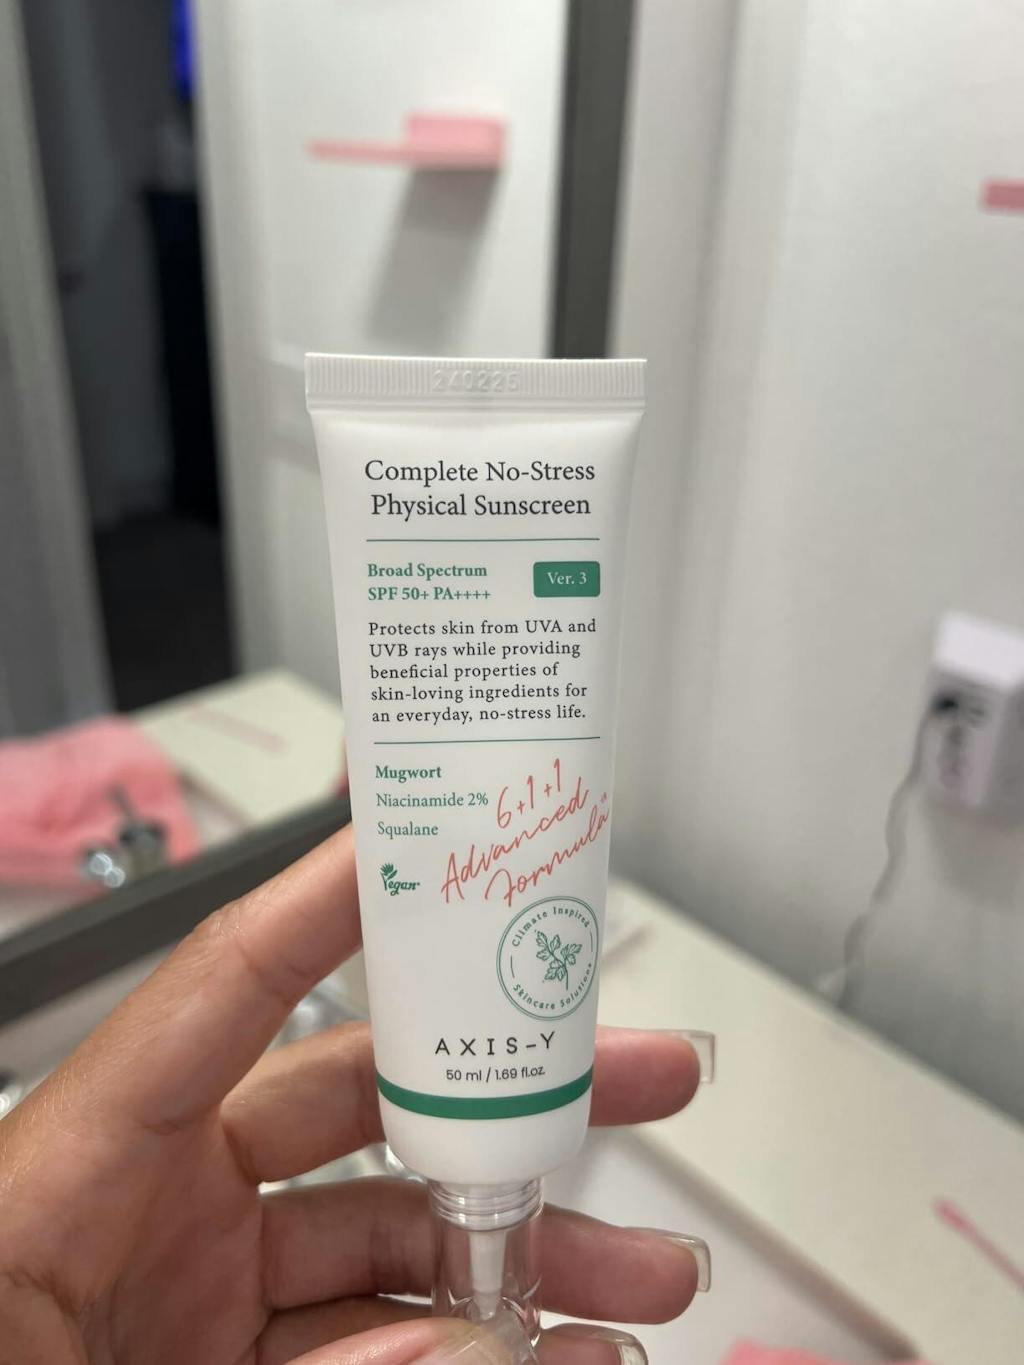 240226
Complete No-Stress
Physical Sunscreen
Broad Spectrum
SPF 50+ PA++++
Ver. 3
Protects skin from UVA and
UVB rays while providing
beneficial properties of
skin-loving ingredients for
an everyday, no-stress life.
Mugwort
Niacinamide 2%
Squalane
6+1+1
Advanced
Formula
Vegan
Climate Inspired
Skincare Solutions
AXIS-Y
50 ml / 1.69 fl.oz.